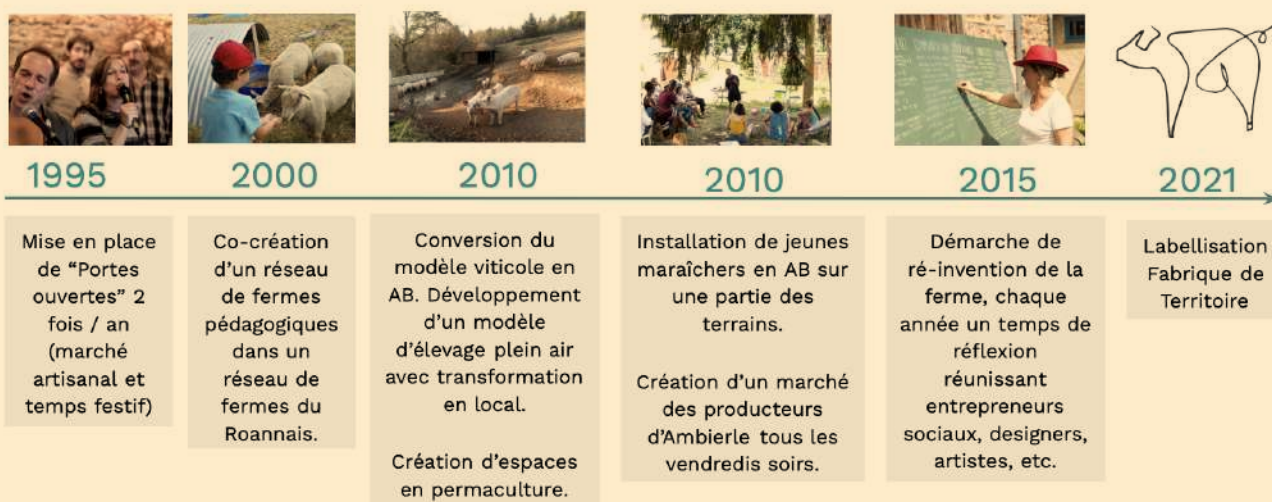 1995
Mise en place
de “Portes
ouvertes” 2
fois / an
(marché
artisanal et
temps festif)
2000
Co-création
d’un réseau
de fermes
pédagogiques
dans un
réseau de
fermes du
Roannais.
2010
Conversion du
modèle viticole en
AB. Développement
d’un modèle
d’élevage plein air
avec transformation
en local.
Création d’espaces
en permaculture.
2010
Installation de jeunes
maraîchers en AB sur
une partie des
terrains.
Création d’un marché
des producteurs
d’Ambierle tous les
vendredis soirs.
2015
Démarche de
ré-invention de la
ferme, chaque
année un temps de
réflexion
réunissant
entrepreneurs
sociaux, designers,
artistes, etc.
2021
Labellisation
Fabrique de
Territoire